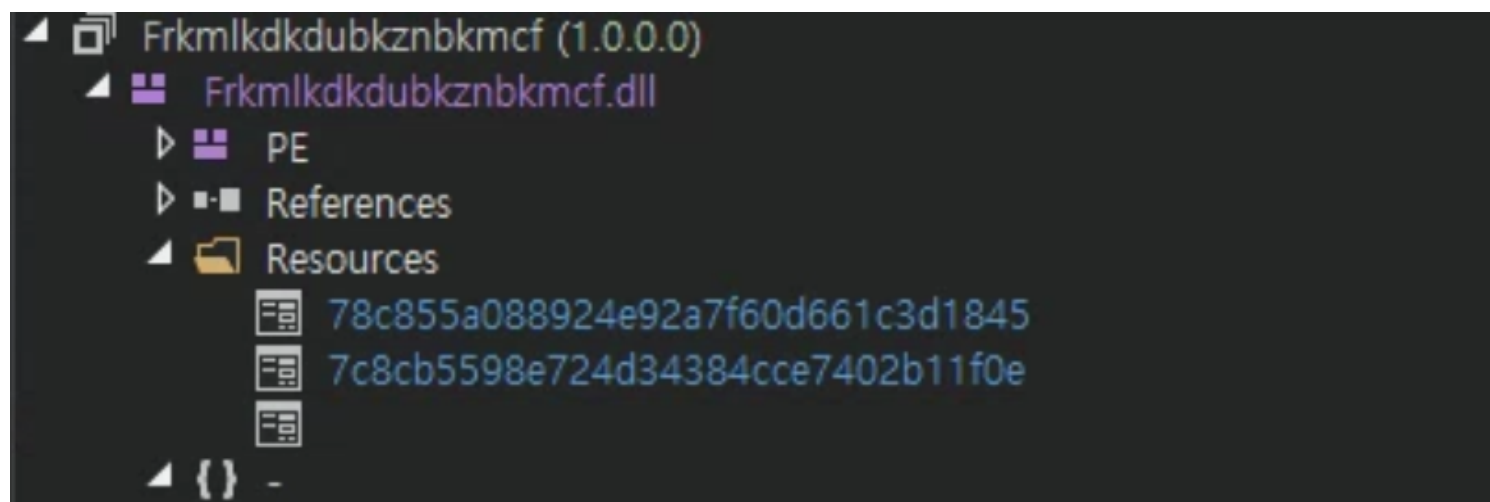 Frkmlkdkdubkznbkmcf (1.0.0.0)
Frkmlkdkdubkznbkmcf.dll
PE
References
Resources
78c855a088924e92a7f60d661c3d1845
7c8cb5598e724d34384cce7402b11f0e
{ } -